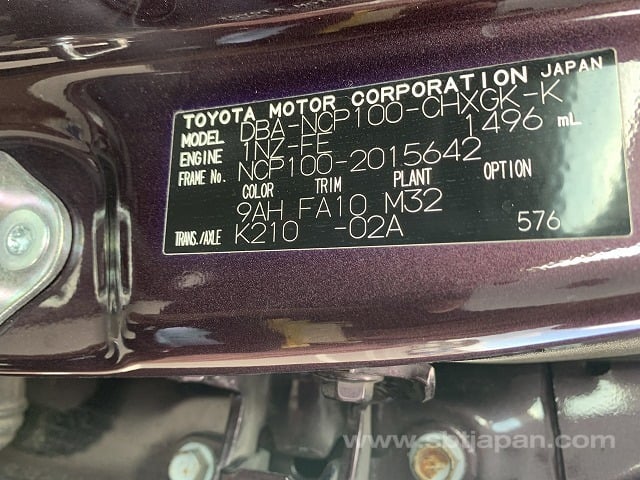 TOYOTA MOTOR CORPORATION JAPAN
MODEL DBA-NCP100-CHXGK-K
ENGINE 1NZ-FE 1496 mL
FRAME No. NCP100-2015642
COLOR TRIM PLANT OPTION
9AH FA10 M32
TRANS./AXLE K210 -02A 576
www.sbtjapan.com